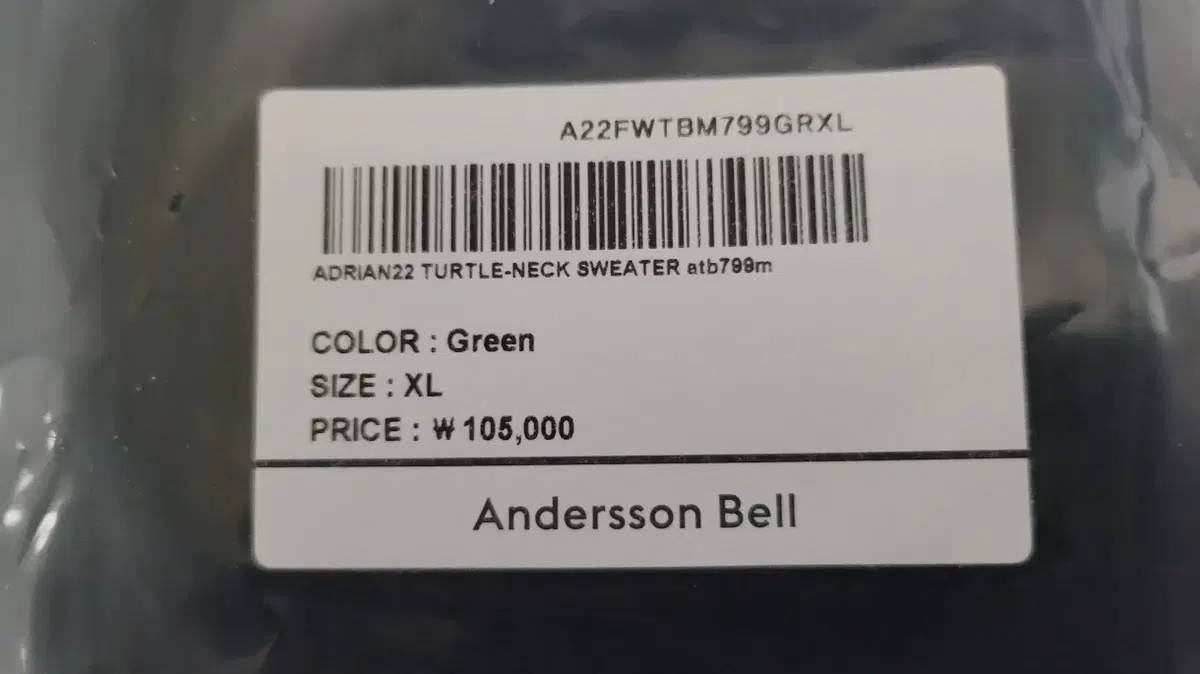 A22FWTBM799GRXL
ADRIAN22 TURTLE-NECK SWEATER atb799m
COLOR : Green
SIZE : XL
PRICE : ₩ 105,000
Andersson Bell